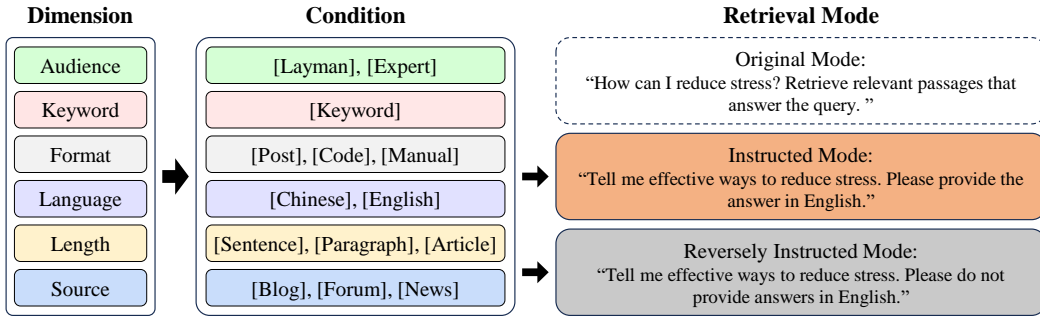 Dimension
Audience
Keyword
Format
Language
Length
Source
Condition
[Layman], [Expert]
[Keyword]
[Post], [Code], [Manual]
[Chinese], [English]
[Sentence], [Paragraph], [Article]
[Blog], [Forum], [News]
Retrieval Mode
Original Mode:
“How can I reduce stress? Retrieve relevant passages that
answer the query. ”
Instructed Mode:
“Tell me effective ways to reduce stress. Please provide the
answer in English.”
Reversely Instructed Mode:
“Tell me effective ways to reduce stress. Please do not
provide answers in English.”